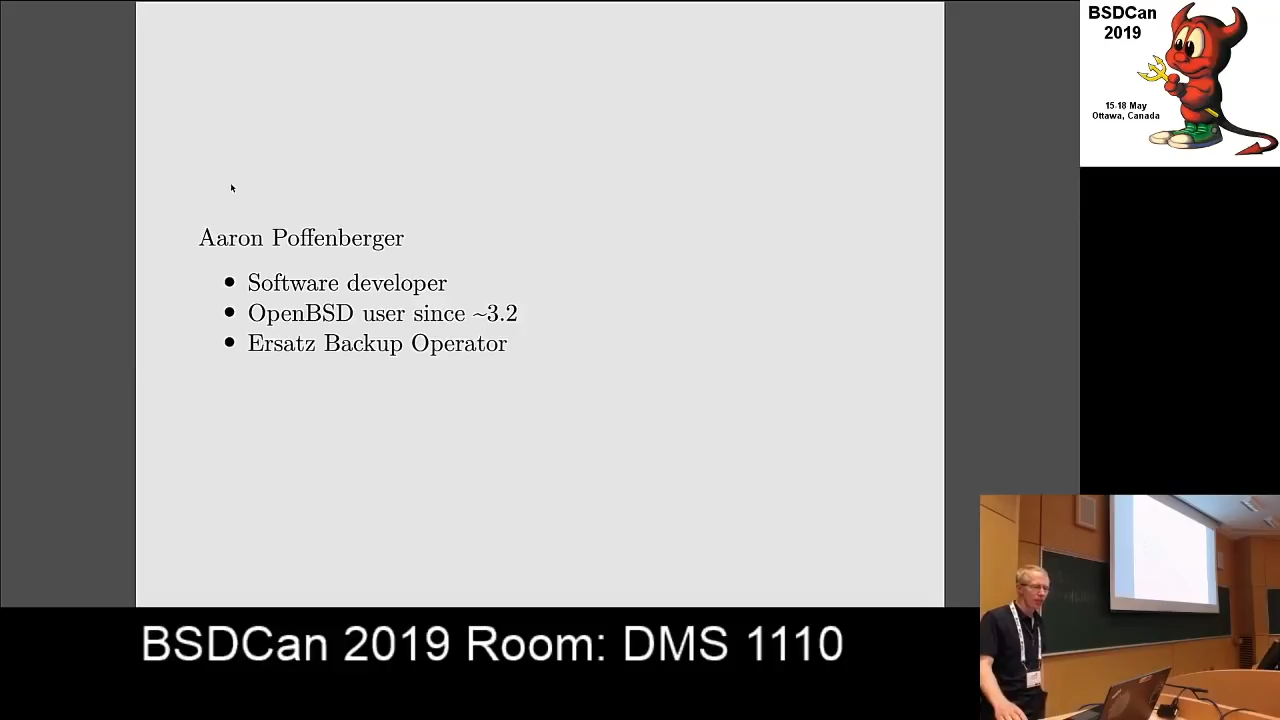 BSDCan
2019
15-18 May
Ottawa, Canada
Aaron Poffenberger
• Software developer
• OpenBSD user since ~3.2
• Ersatz Backup Operator
BSDCan 2019 Room: DMS 1110